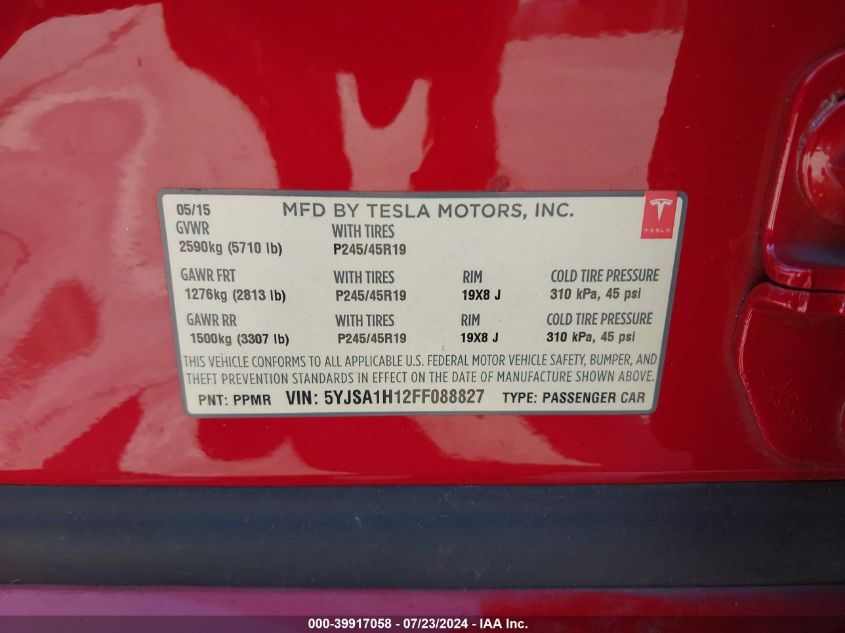 05/15 MFD BY TESLA MOTORS, INC.
TESLA
GVWR WITH TIRES
2590kg (5710 lb) P245/45R19
GAWR FRT WITH TIRES RIM COLD TIRE PRESSURE
1276kg (2813 lb) P245/45R19 19X8 J 310 kPa, 45 psi
GAWR RR WITH TIRES RIM COLD TIRE PRESSURE
1500kg (3307 lb) P245/45R19 19X8 J 310 kPa, 45 psi
THIS VEHICLE CONFORMS TO ALL APPLICABLE U.S. FEDERAL MOTOR VEHICLE SAFETY, BUMPER, AND
THEFT PREVENTION STANDARDS IN EFFECT ON THE DATE OF MANUFACTURE SHOWN ABOVE.
PNT: PPMR VIN: 5YJSA1H12FF088827 TYPE: PASSENGER CAR
000-39917058 - 07/23/2024 - IAA Inc.